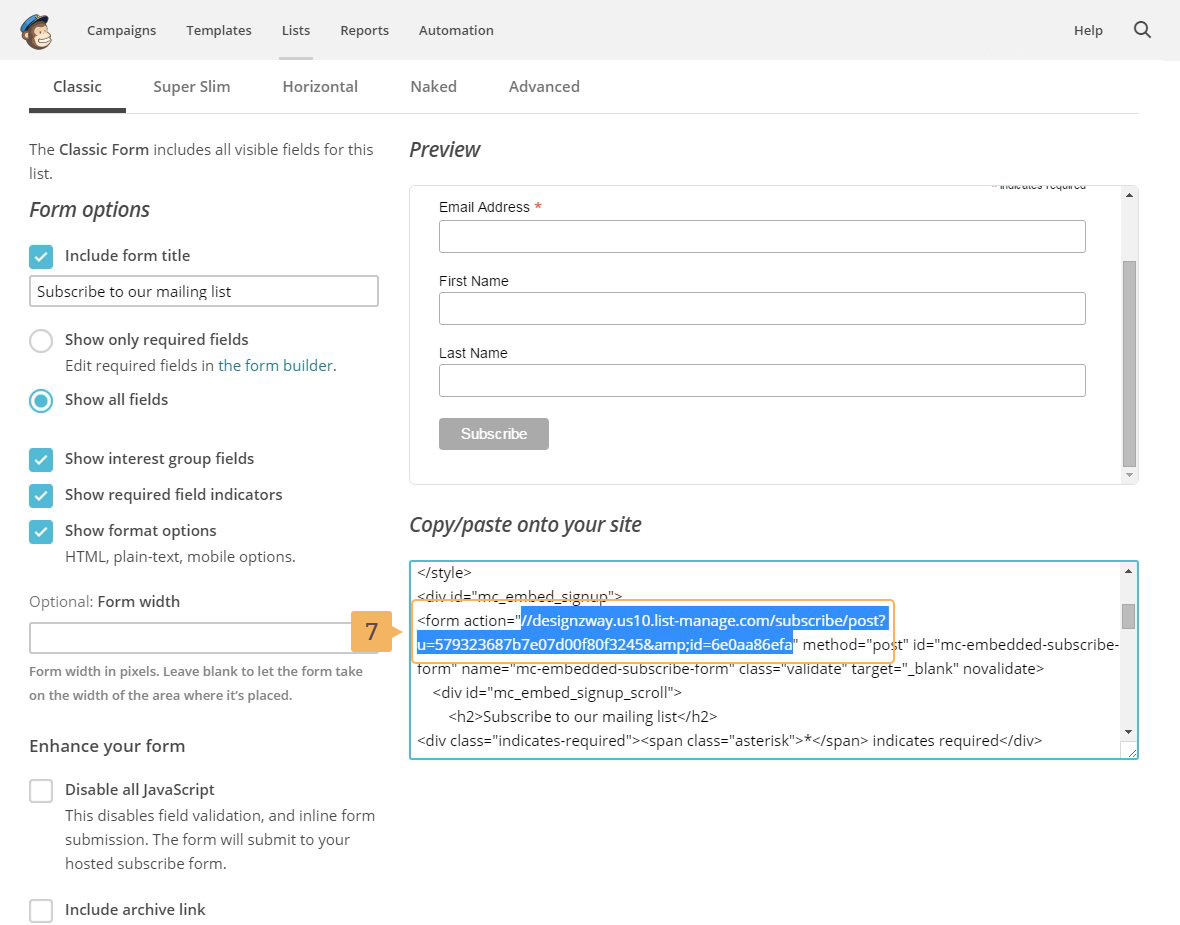 Campaigns Templates Lists Reports Automation Help
Classic Super Slim Horizontal Naked Advanced
The Classic Form includes all visible fields for this
list.
Form options
Include form title
Subscribe to our mailing list
Show only required fields
Edit required fields in the form builder.
Show all fields
Show interest group fields
Show required field indicators
Show format options
HTML, plain-text, mobile options.
Optional: Form width
7
Form width in pixels. Leave blank to let the form take
on the width of the area where it's placed.
Enhance your form
Disable all JavaScript
This disables field validation, and inline form
submission. The form will submit to your
hosted subscribe form.
Include archive link
Preview
* indicates required
Email Address *
First Name
Last Name
Subscribe
Copy/paste onto your site
</style>
<div id="mc_embed_signup">
<form action="//designzway.us10.list-manage.com/subscribe/post?
u=579323687b7e07d00f80f3245&amp;id=6e0aa86efa" method="post" id="mc-embedded-subscribe-
form" name="mc-embedded-subscribe-form" class="validate" target="_blank" novalidate>
<div id="mc_embed_signup_scroll">
<h2>Subscribe to our mailing list</h2>
<div class="indicates-required"><span class="asterisk">*</span> indicates required</div>